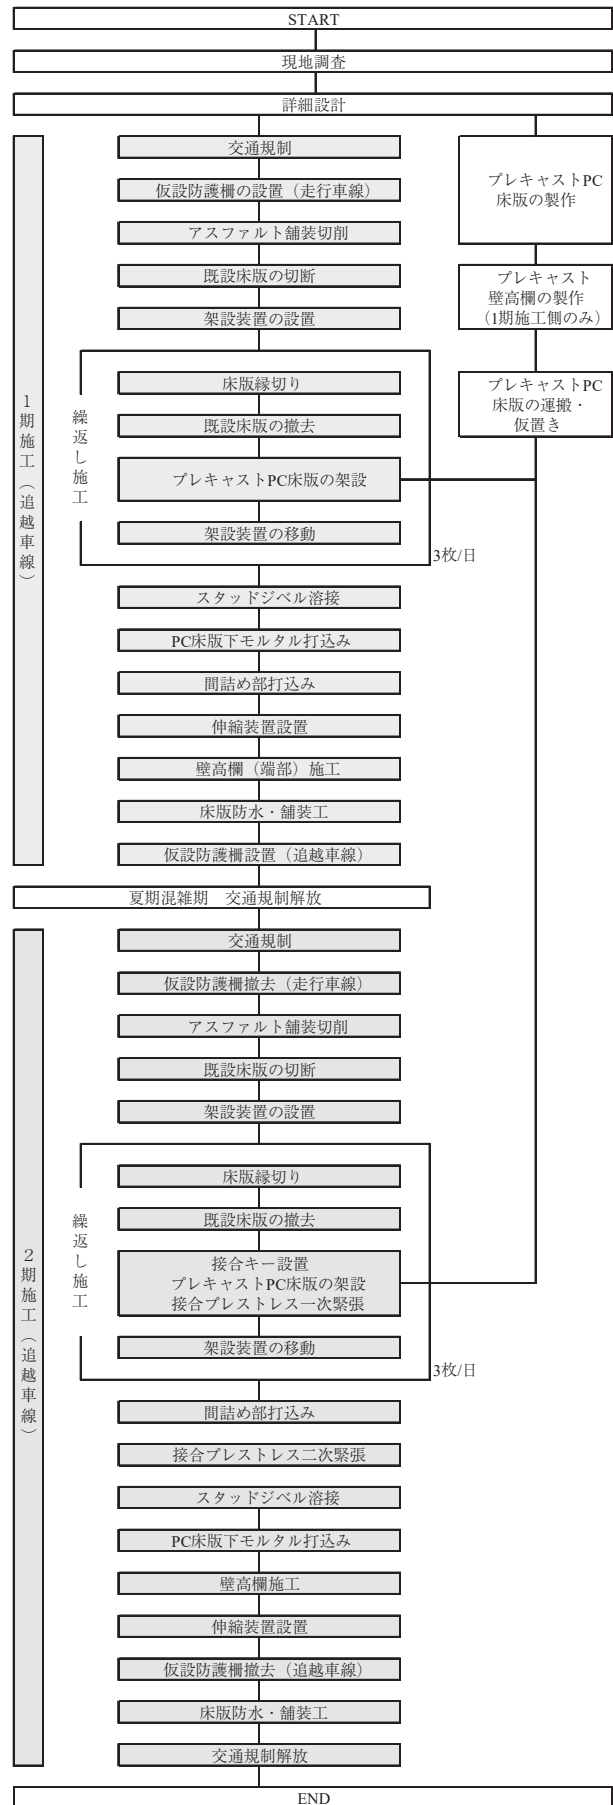 START
現地調査
詳細設計
1期施工（追越車線）
交通規制
仮設防護柵の設置（走行車線）
アスファルト舗装切削
既設床版の切断
架設装置の設置
繰返し施工
床版縁切り
既設床版の撤去
プレキャストPC床版の架設
架設装置の移動
3枚/日
スタッドジベル溶接
PC床版下モルタル打込み
間詰め部打込み
伸縮装置設置
壁高欄（端部）施工
床版防水・舗装工
仮設防護柵設置（追越車線）
プレキャストPC
床版の製作
プレキャスト
壁高欄の製作
（1期施工側のみ）
プレキャストPC
床版の運搬・
仮置き
夏期混雑期　交通規制解放
2期施工（追越車線）
交通規制
仮設防護柵撤去（走行車線）
アスファルト舗装切削
既設床版の切断
架設装置の設置
繰返し施工
床版縁切り
既設床版の撤去
接合キー設置
プレキャストPC床版の架設
接合プレストレス一次緊張
架設装置の移動
3枚/日
間詰め部打込み
接合プレストレス二次緊張
スタッドジベル溶接
PC床版下モルタル打込み
壁高欄施工
伸縮装置設置
仮設防護柵撤去（追越車線）
床版防水・舗装工
交通規制解放
END